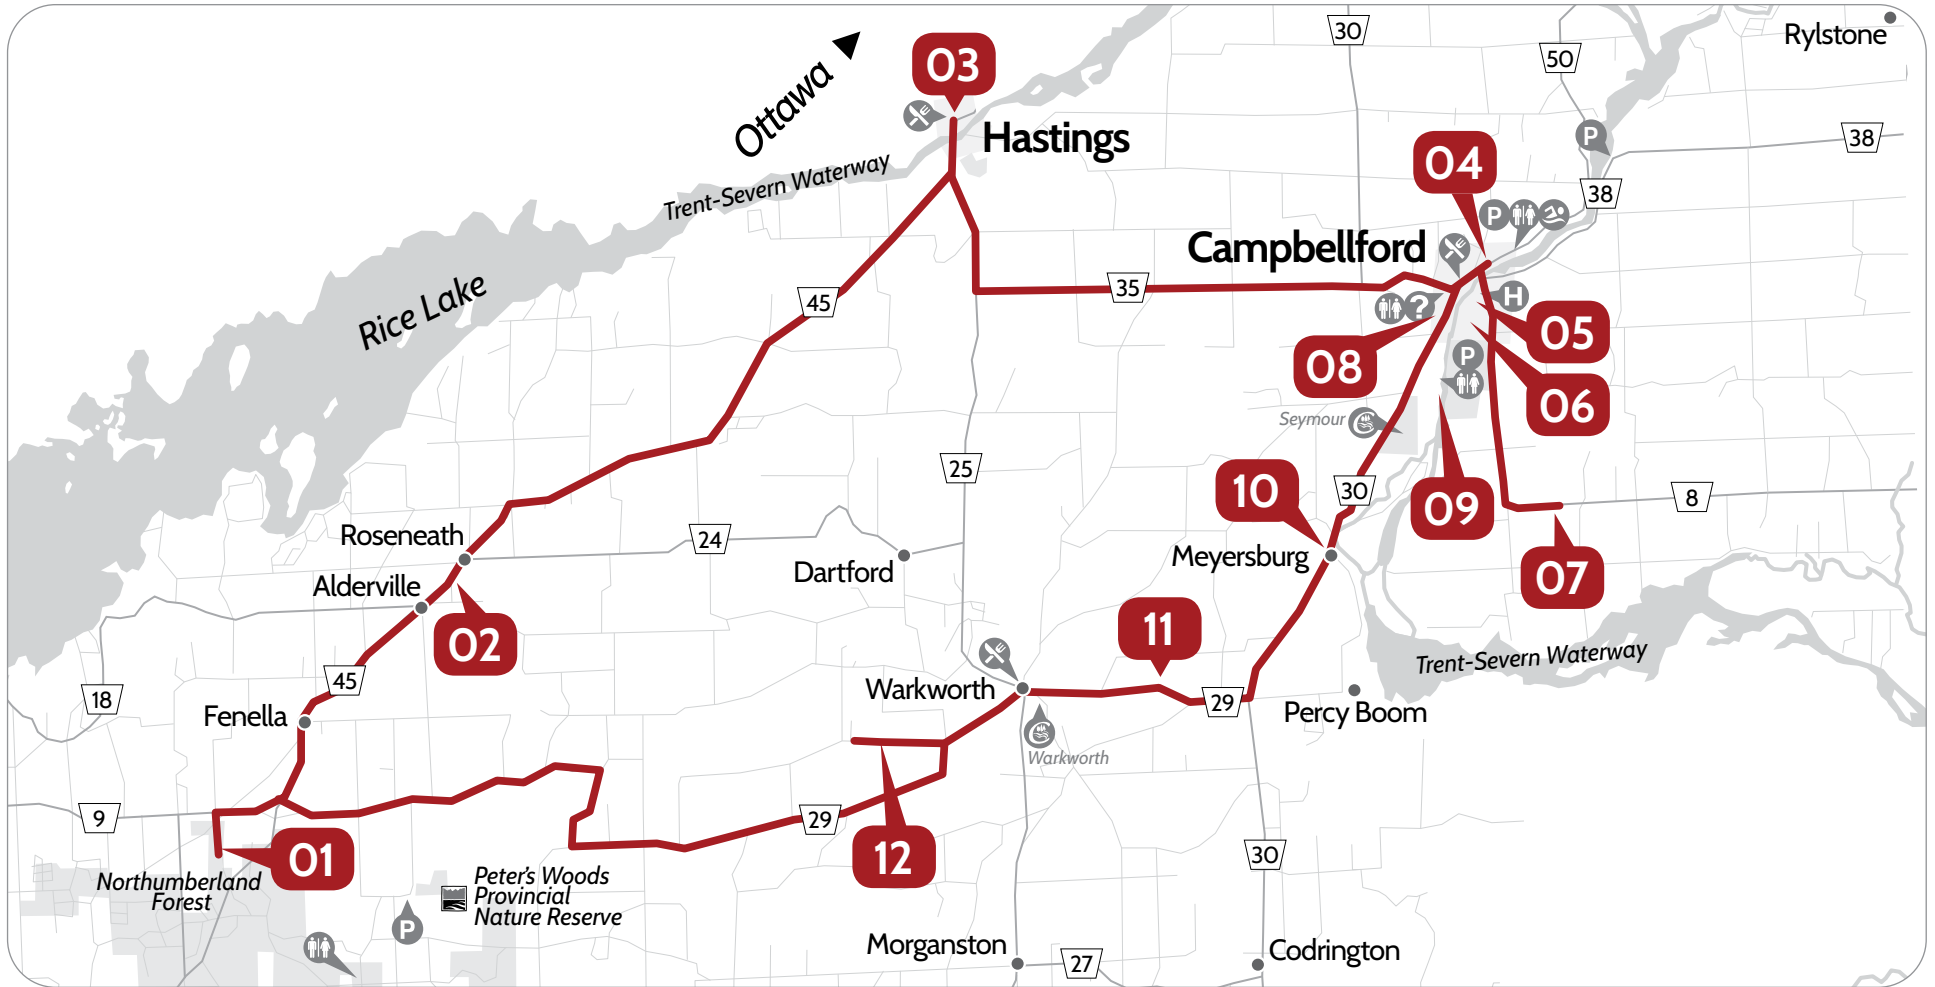 30
Rylstone
50
Ottawa
03
Hastings
P
38
04
38
Trent-Severn Waterway
P
Campbellford
Rice Lake
45
35
H
?
05
08
P
06
Seymour
25
10
30
09
8
Roseneath
24
Meyersburg
Dartford
Alderville
07
11
02
Trent-Severn Waterway
45
18
Warkworth
29
Percy Boom
Fenella
Warkworth
9
29
01
12
30
Northumberland
Forest
Peter's Woods
Provincial
Nature Reserve
P
Morganston
27
Codrington